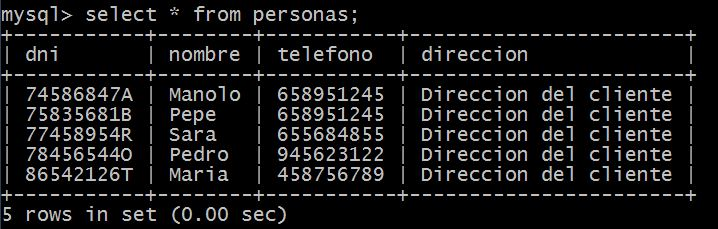 mysql> select * from personas;
+-----------+--------+-----------+-----------------------+
| dni       | nombre | telefono  | direccion             |
+-----------+--------+-----------+-----------------------+
| 74586847A | Manolo | 658951245 | Direccion del cliente |
| 75835681B | Pepe   | 658951245 | Direccion del cliente |
| 77458954R | Sara   | 655684855 | Direccion del cliente |
| 78456544O | Pedro  | 945623122 | Direccion del cliente |
| 86542126T | Maria  | 458756789 | Direccion del cliente |
+-----------+--------+-----------+-----------------------+
5 rows in set (0.00 sec)